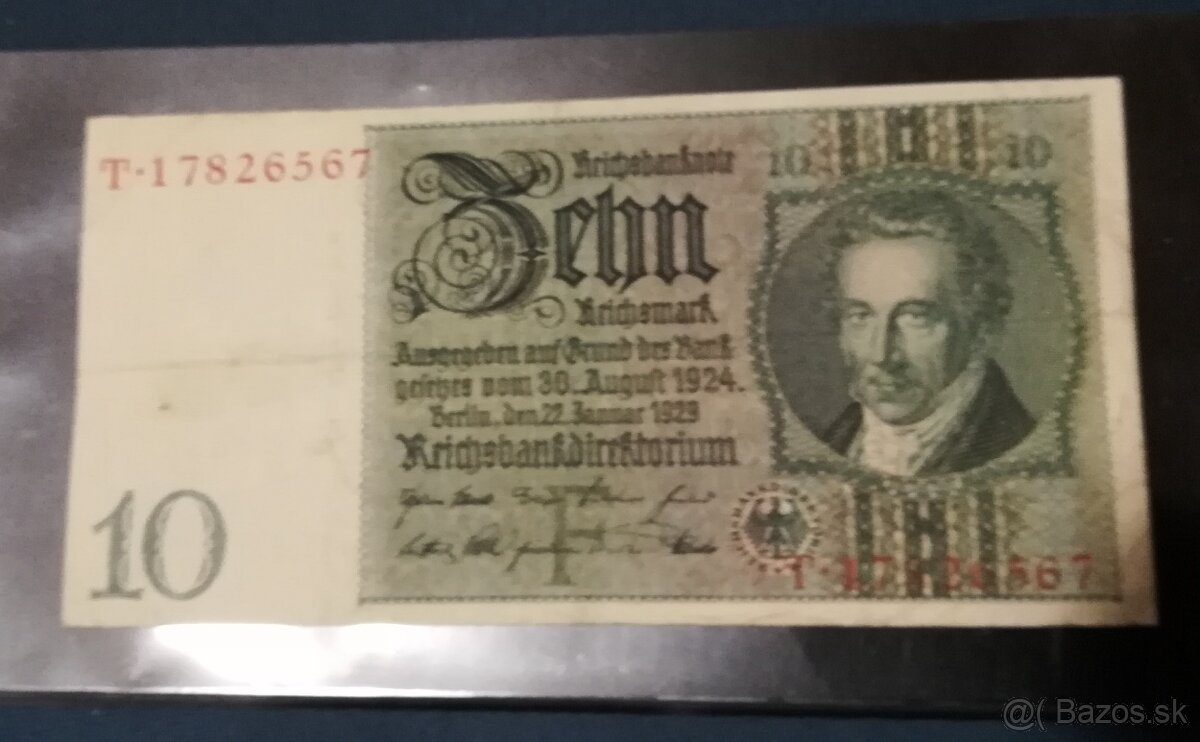 T·17826567
Reichsbanknote
10
10
Zehn
Reichsmark
Ausgegeben auf Grund des Bank-
gesetzes vom 30. August 1924.
Berlin, den 22. Januar 1929
Reichsbankdirektorium
10
T·17826567
@( Bazos.sk